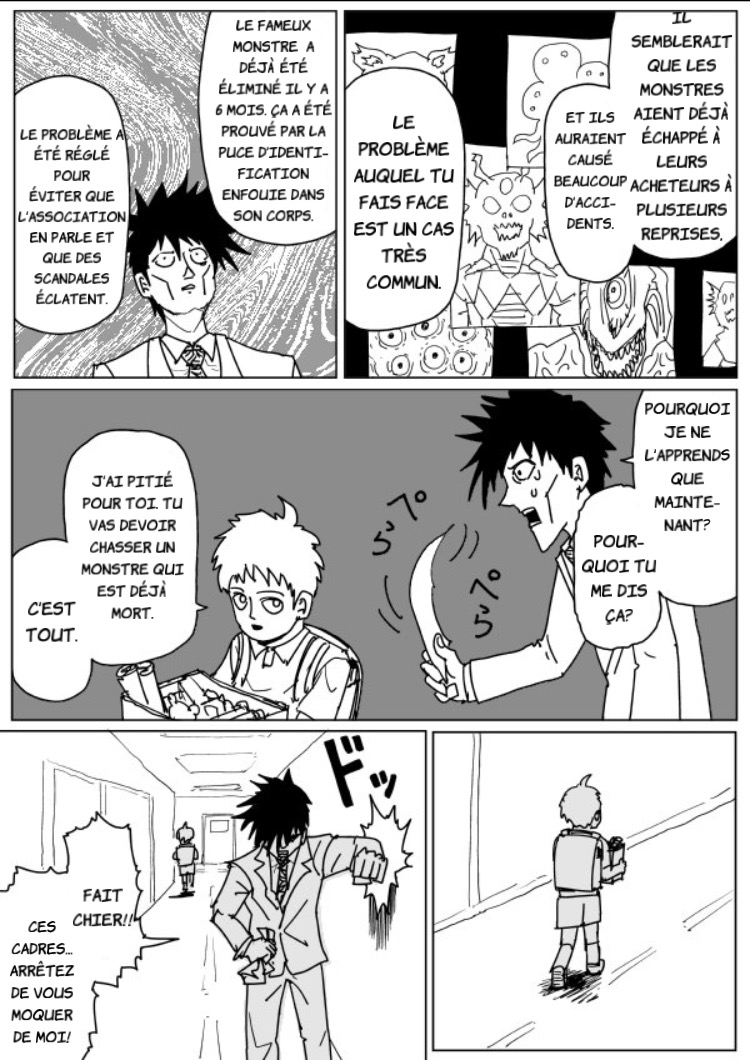 IL
SEMBLERAIT
QUE LES
MONSTRES
AIENT DÉJÀ
ÉCHAPPÉ À
LEURS
ACHETEURS À
PLUSIEURS
REPRISES.
ET ILS
AURAIENT
CAUSÉ
BEAUCOUP
D'ACCI-
DENTS.
LE
PROBLÈME
AUQUEL TU
FAIS FACE
EST UN CAS
TRÈS
COMMUN.
LE FAMEUX
MONSTRE A
DÉJÀ ÉTÉ
ÉLIMINÉ IL Y A
6 MOIS. ÇA A ÉTÉ
PROUVÉ PAR LA
PUCE D'IDENTI-
FICATION
ENFOUIE DANS
SON CORPS.
LE PROBLÈME A
ÉTÉ RÉGLÉ
POUR
ÉVITER QUE
L'ASSOCIATION
EN PARLE ET
QUE DES
SCANDALES
ÉCLATENT.
POURQUOI
JE NE
L'APPRENDS
QUE
MAINTE-
NANT?
POUR-
QUOI TU
ME DIS
ÇA?
ぺら
ぺら
J'AI PITIÉ
POUR TOI. TU
VAS DEVOIR
CHASSER UN
MONSTRE QUI
EST DÉJÀ
MORT.
C'EST
TOUT.
ドッ
FAIT
CHIER!!
CES
CADRES...
ARRÊTEZ
DE VOUS
MOQUER
DE MOI!